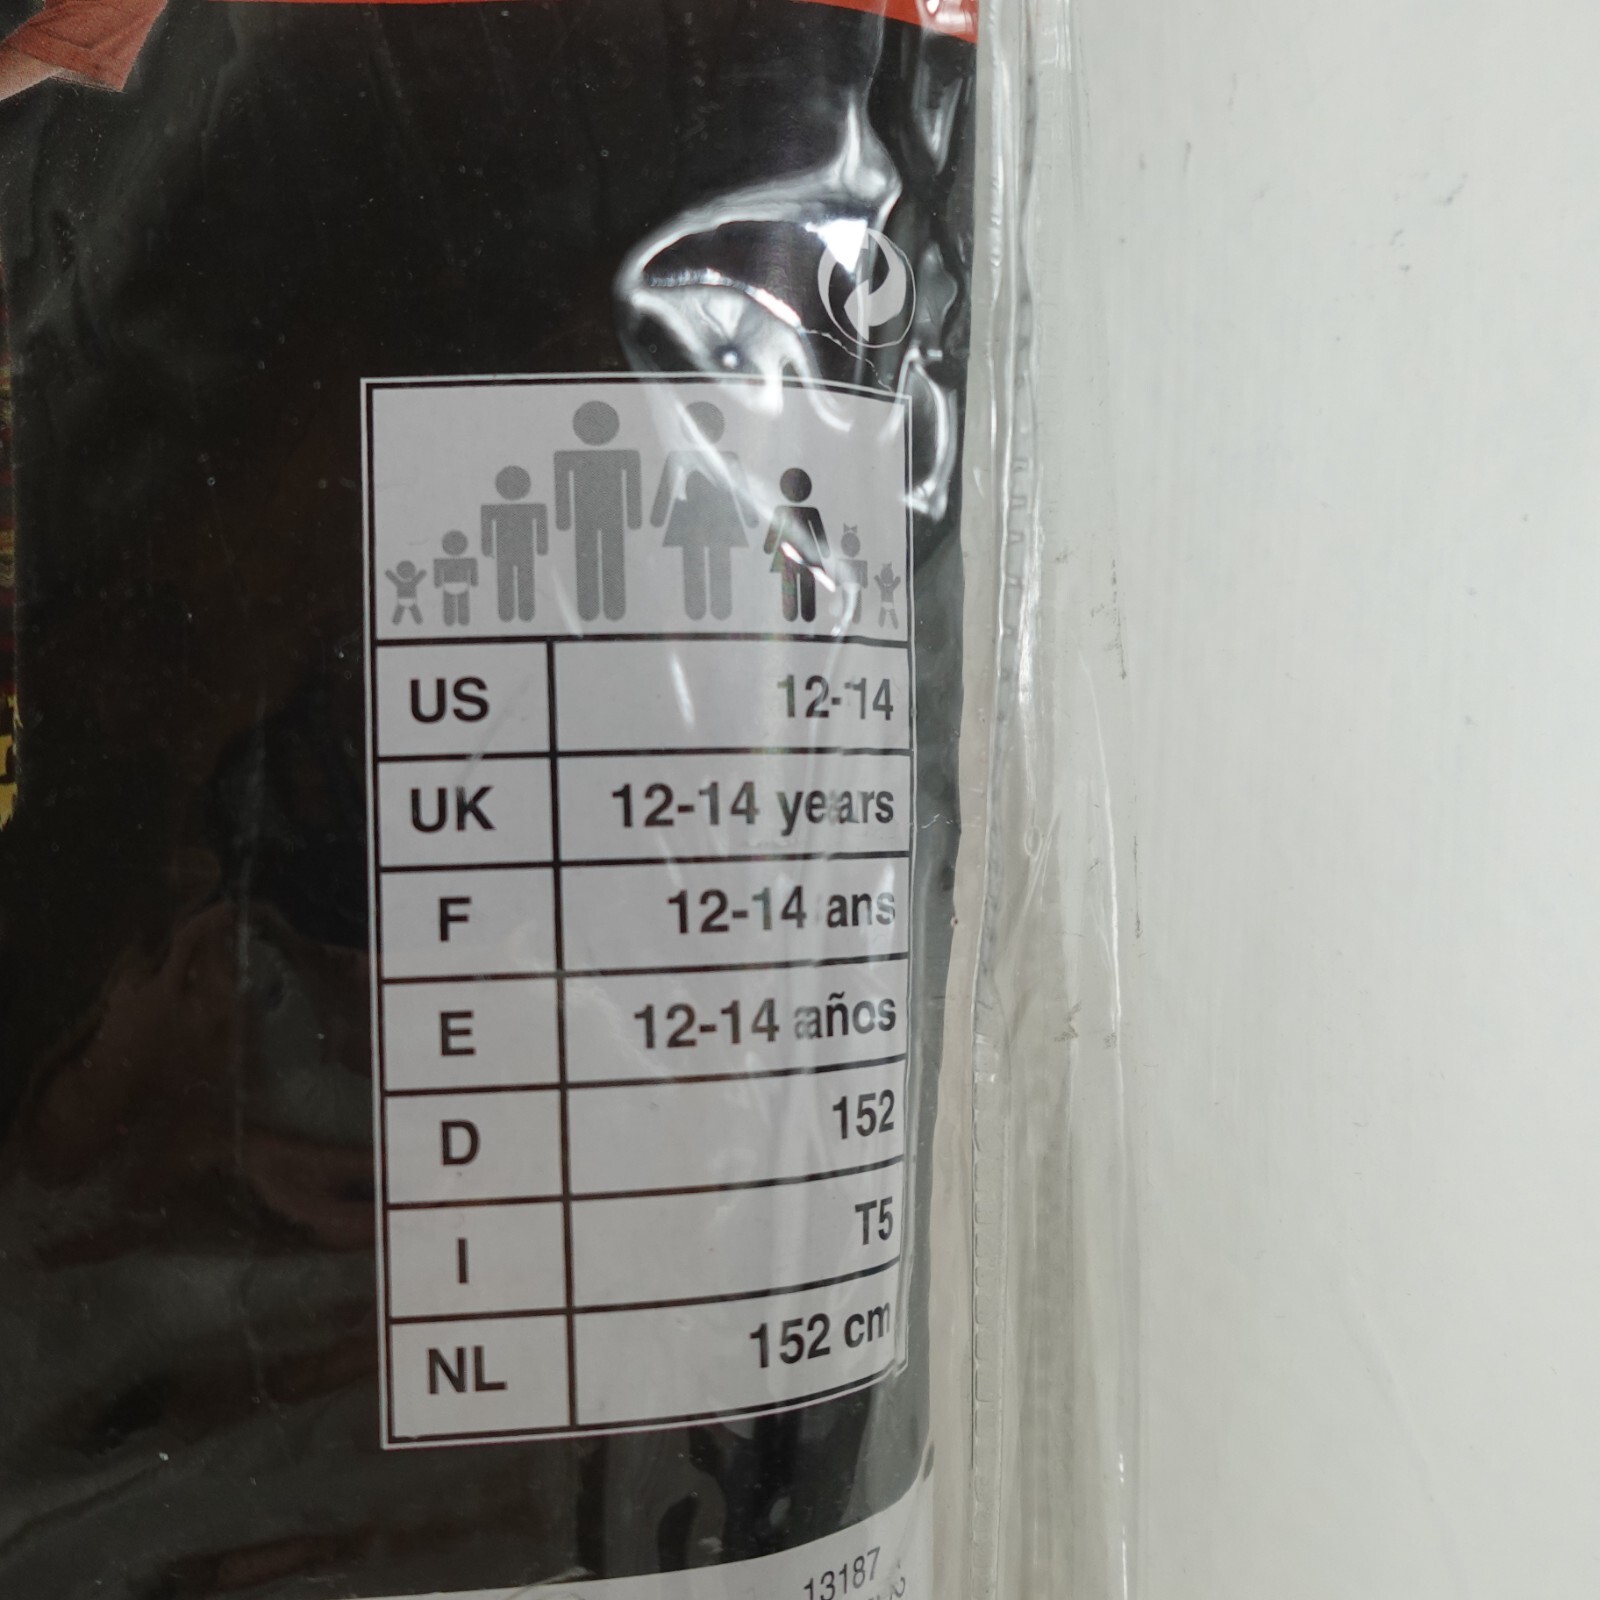 US 12-14
UK 12-14 years
F 12-14 ans
E 12-14 años
D 152
I T5
NL 152 cm
13187